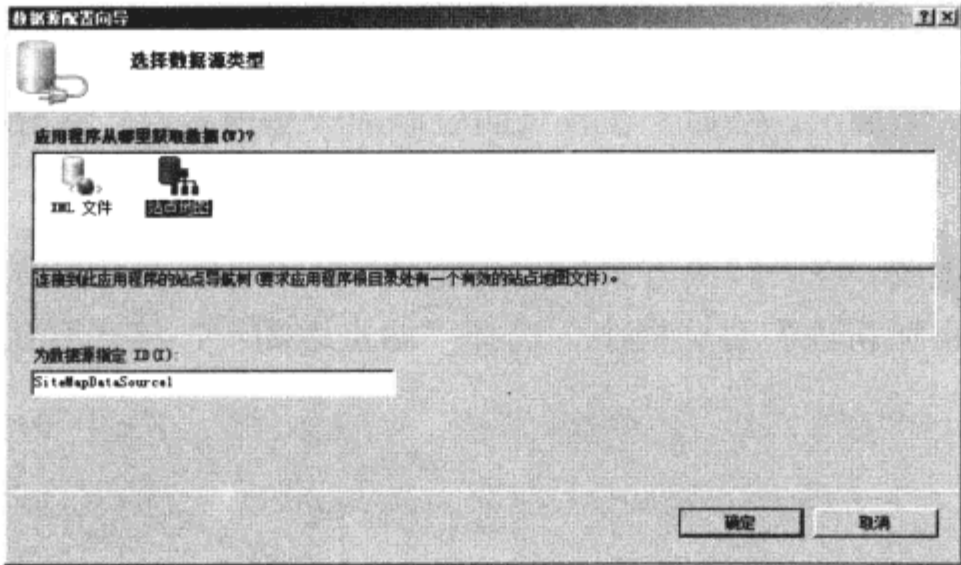 数据源配置向导
选择数据源类型
应用程序从哪里获取数据(W)?
XML 文件
站点地图
连接到此应用程序的站点导航树(要求应用程序根目录处有一个有效的站点地图文件)。
为数据源指定 ID(I):
SiteMapDataSource1
确定
取消